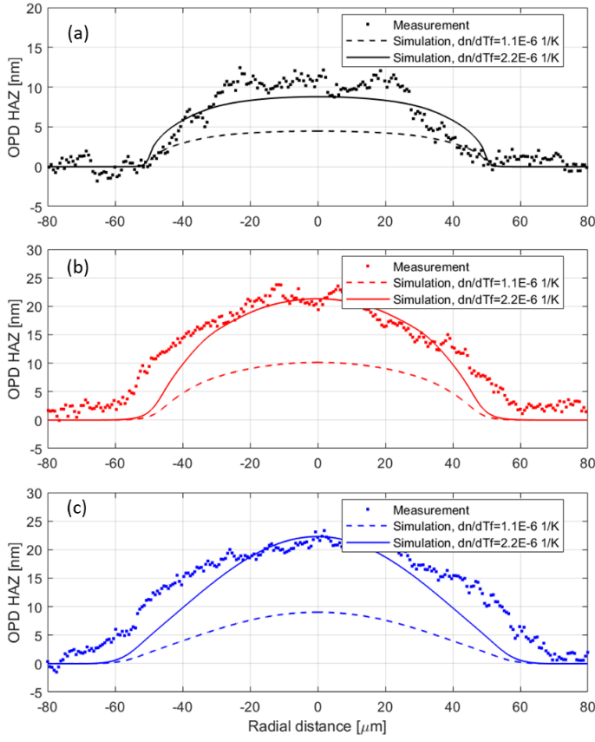 (a)
Measurement
Simulation, dn/dTf=1.1E-6 1/K
Simulation, dn/dTf=2.2E-6 1/K
OPD HAZ [nm]
20
15
10
5
0
-5
-80 -60 -40 -20 0 20 40 60 80
(b)
Measurement
Simulation, dn/dTf=1.1E-6 1/K
Simulation, dn/dTf=2.2E-6 1/K
OPD HAZ [nm]
30
25
20
15
10
5
0
-5
-80 -60 -40 -20 0 20 40 60 80
(c)
Measurement
Simulation, dn/dTf=1.1E-6 1/K
Simulation, dn/dTf=2.2E-6 1/K
OPD HAZ [nm]
30
25
20
15
10
5
0
-5
-80 -60 -40 -20 0 20 40 60 80
Radial distance [μm]